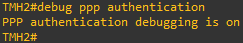 TMH2#debug ppp authentication
PPP authentication debugging is on
TMH2#